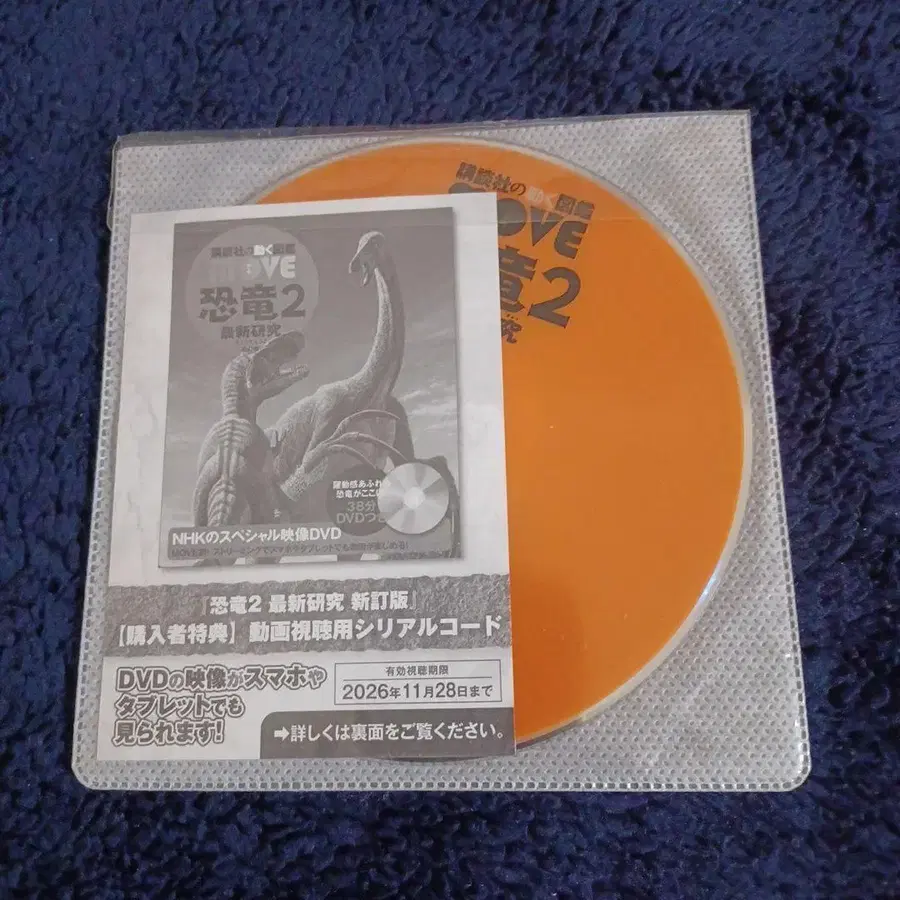 講談社の動く図鑑
MOVE
恐竜2
最新研究
躍動感あふれ
恐竜がここに
38分
DVDつき
NHKのスペシャル映像DVD
『恐竜2 最新研究 新訂版』
【購入者特典】動画視聴用シリアルコード
DVDの映像がスマホや
タブレットでも
見られます!
有効視聴期限
2026年11月28日まで
➡詳しくは裏面をご覧ください。
講談社の動く図鑑
MOVE
竜2
究